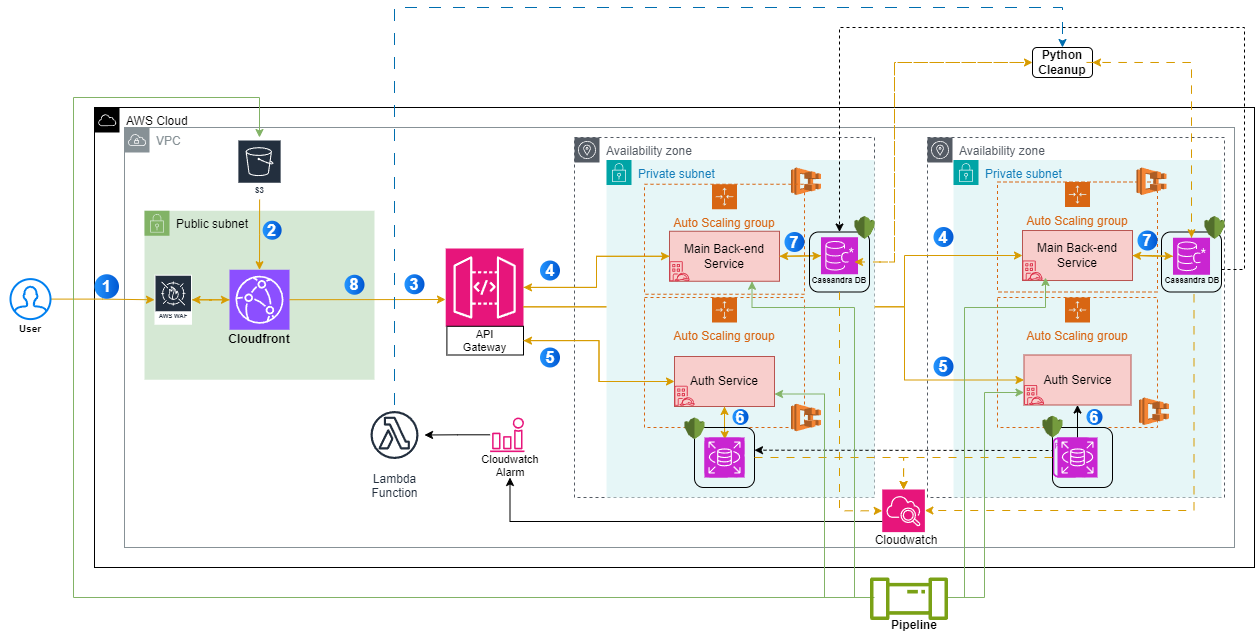 Python
Cleanup
AWS Cloud
VPC
S3
Public subnet
2
1
User
AWS WAF
Cloudfront
8
3
API
Gateway
4
5
Availability zone
Private subnet
Auto Scaling group
Main Back-end
Service
7
Cassandra DB
Auto Scaling group
Auth Service
6
Availability zone
Private subnet
4
Auto Scaling group
Main Back-end
Service
7
Cassandra DB
Auto Scaling group
5
Auth Service
6
Lambda
Function
Cloudwatch
Alarm
Cloudwatch
Pipeline